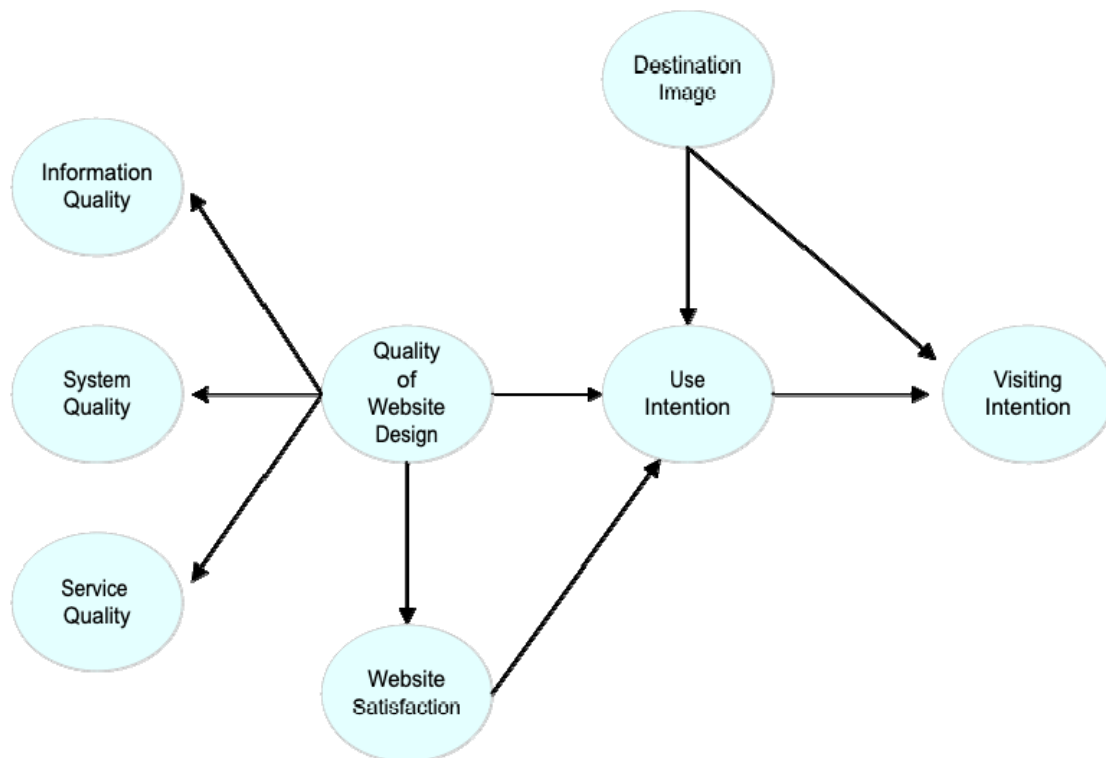 Destination
Image
Information
Quality
System
Quality
Quality
of
Website
Design
Use
Intention
Visiting
Intention
Service
Quality
Website
Satisfaction